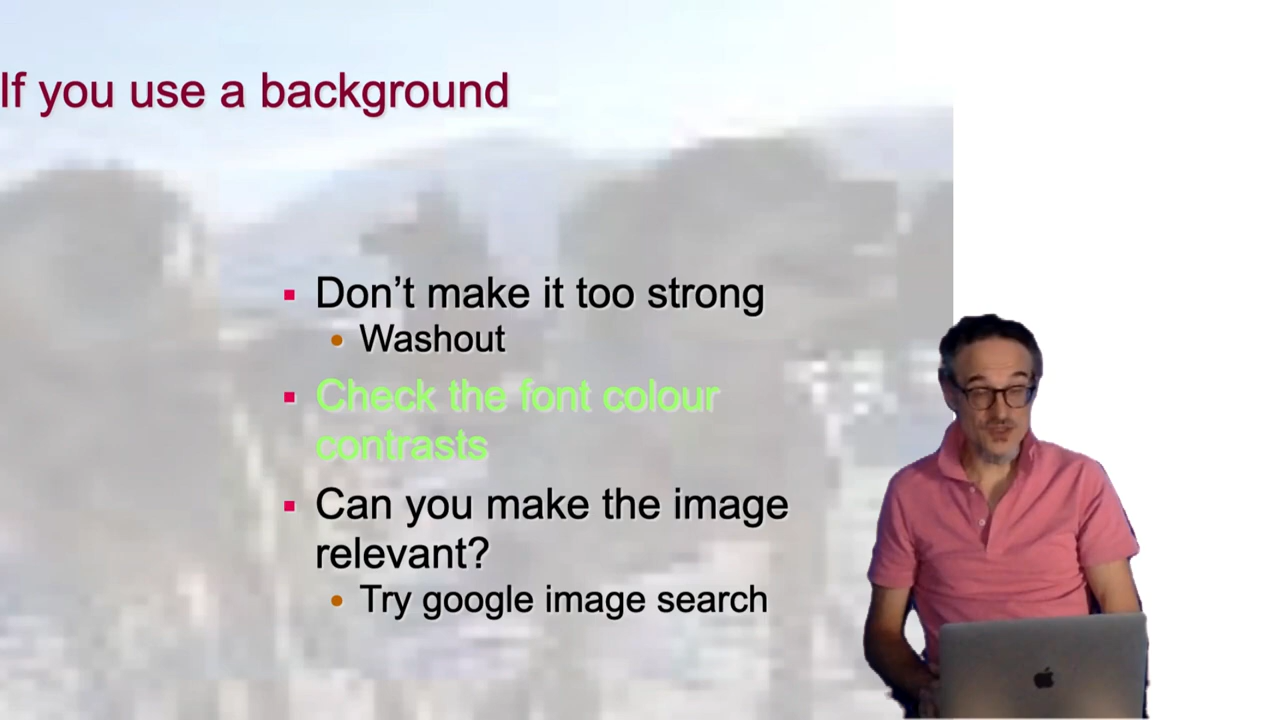 If you use a background
Don’t make it too strong
Washout
Check the font colour
contrasts
Can you make the image
relevant?
Try google image search